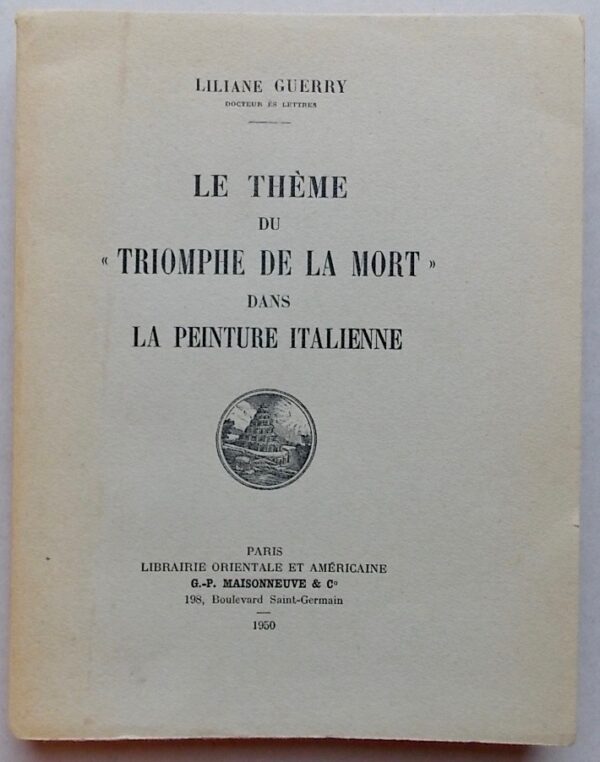 LILIANE GUERRY
DOCTEUR ÈS LETTRES
LE THÈME
DU
« TRIOMPHE DE LA MORT »
DANS
LA PEINTURE ITALIENNE
PARIS
LIBRAIRIE ORIENTALE ET AMÉRICAINE
G.-P. MAISONNEUVE & Cº
198, Boulevard Saint-Germain
1950